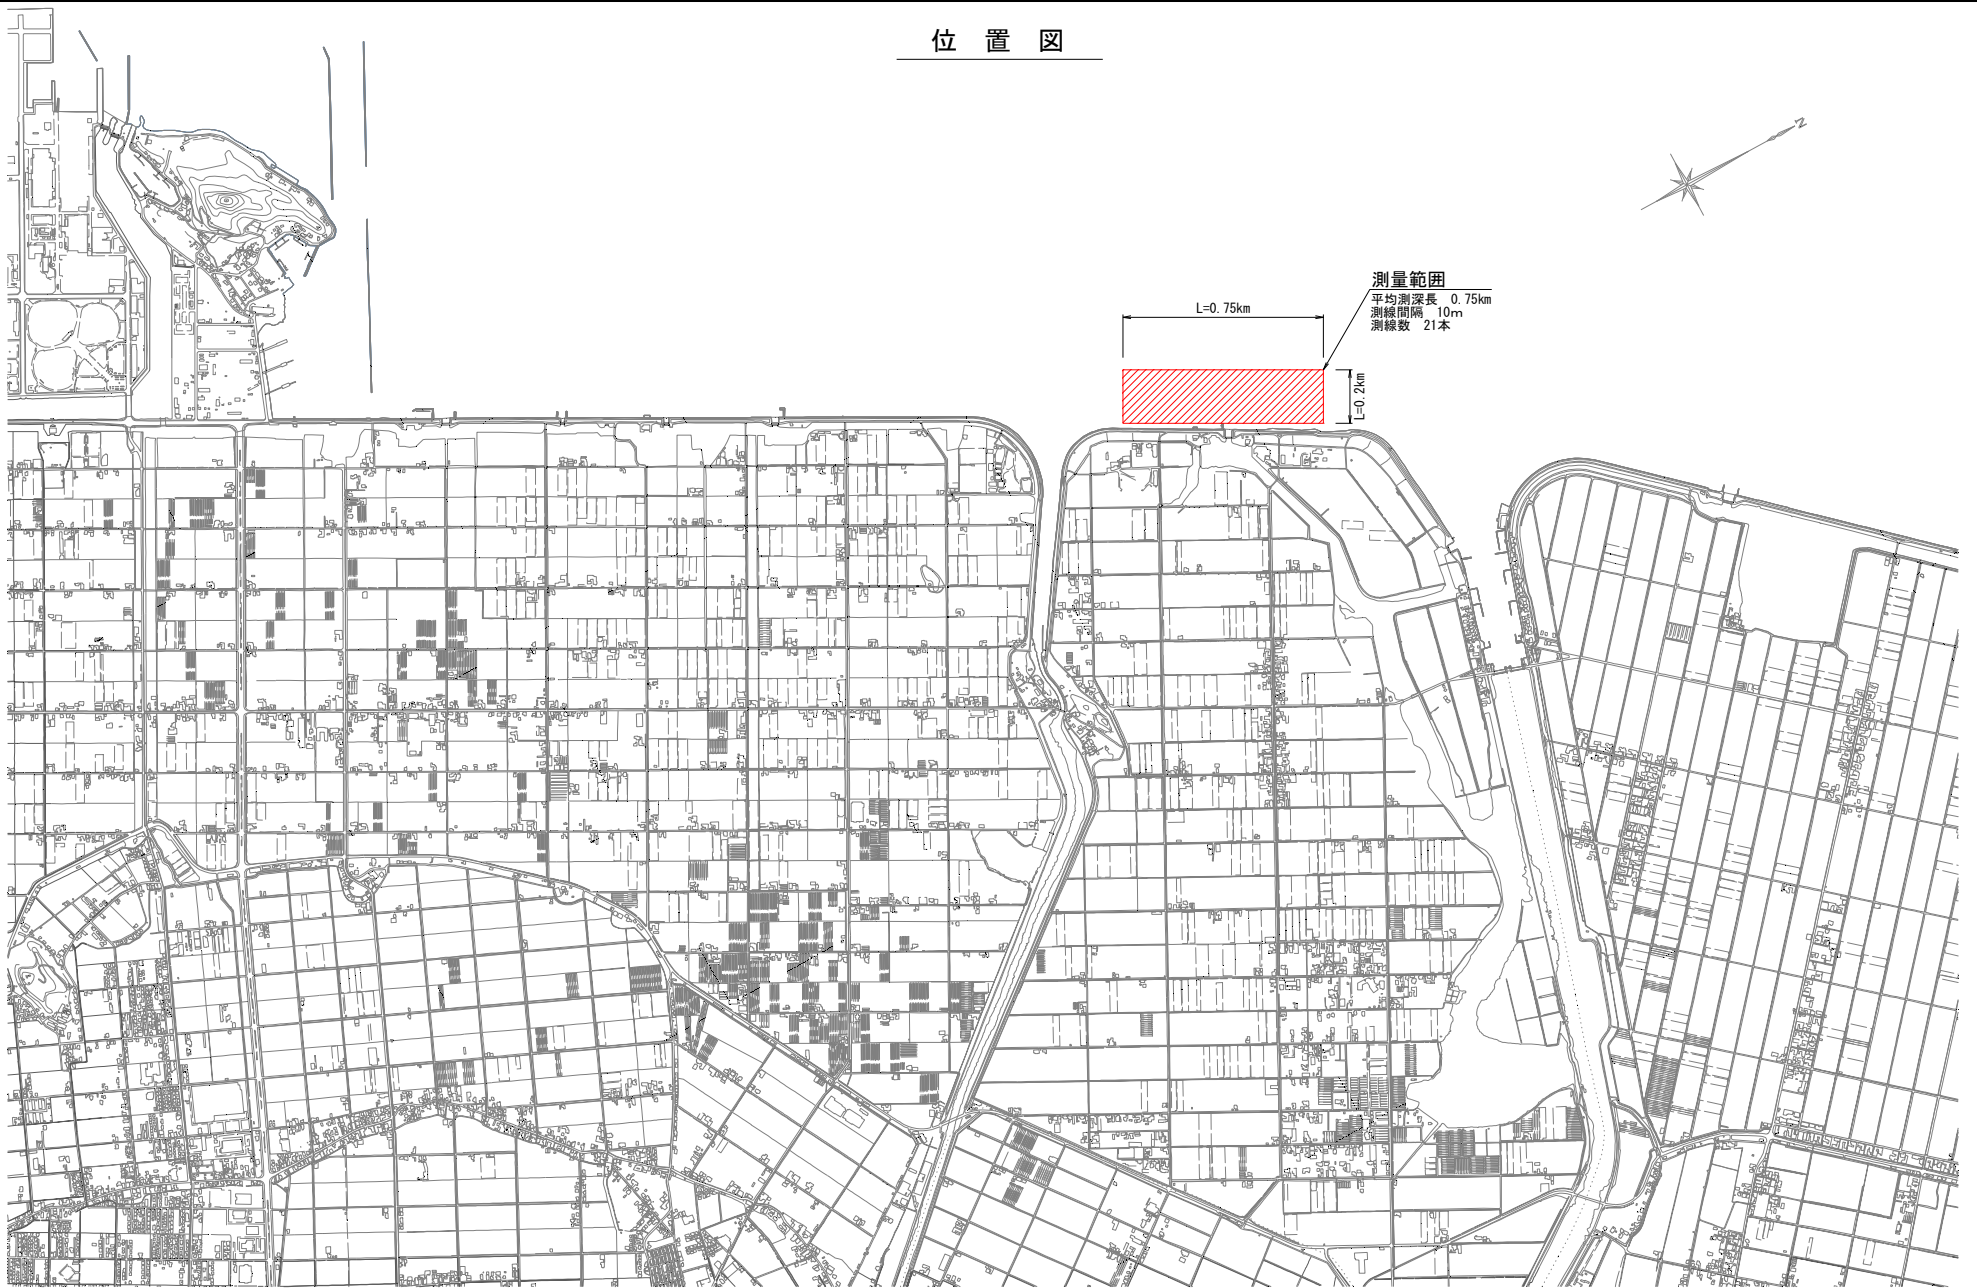 位 置 図
N
測量範囲
平均測深長 0.75km
測線間隔 10m
測線数 21本
L=0.75km
L=0.2km